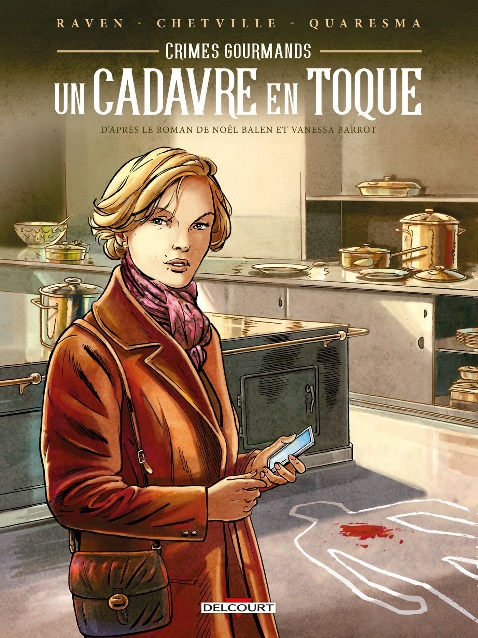 RAVEN - CHETVILLE - QUARESMA
CRIMES GOURMANDS
UN CADAVRE EN TOQUE
D'APRÈS LE ROMAN DE NOËL BALEN ET VANESSA BARROT
DELCOURT